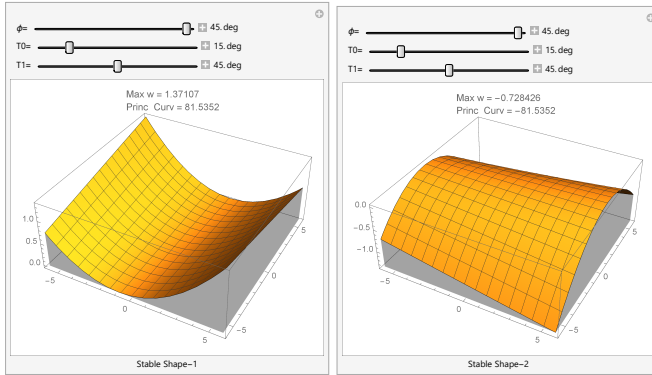 ϕ= 45.deg
T0= 15.deg
T1= 45.deg
Max w = 1.37107
Princ Curv = 81.5352
1.0
0.5
0.0
−5
0
5
−5
0
5
Stable Shape−1
ϕ= 45.deg
T0= 15.deg
T1= 45.deg
Max w = −0.728426
Princ Curv = −81.5352
0.0
−0.5
−1.0
−5
0
5
−5
0
5
Stable Shape−2